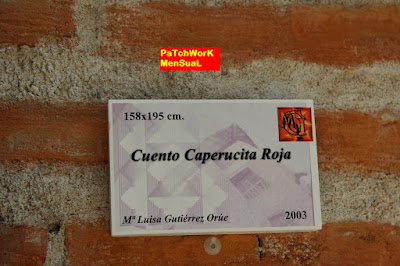 PaTchWorK
MenSuaL
158x195 cm.
Cuento Caperucita Roja
Mª Luisa Gutiérrez Orúe
2003